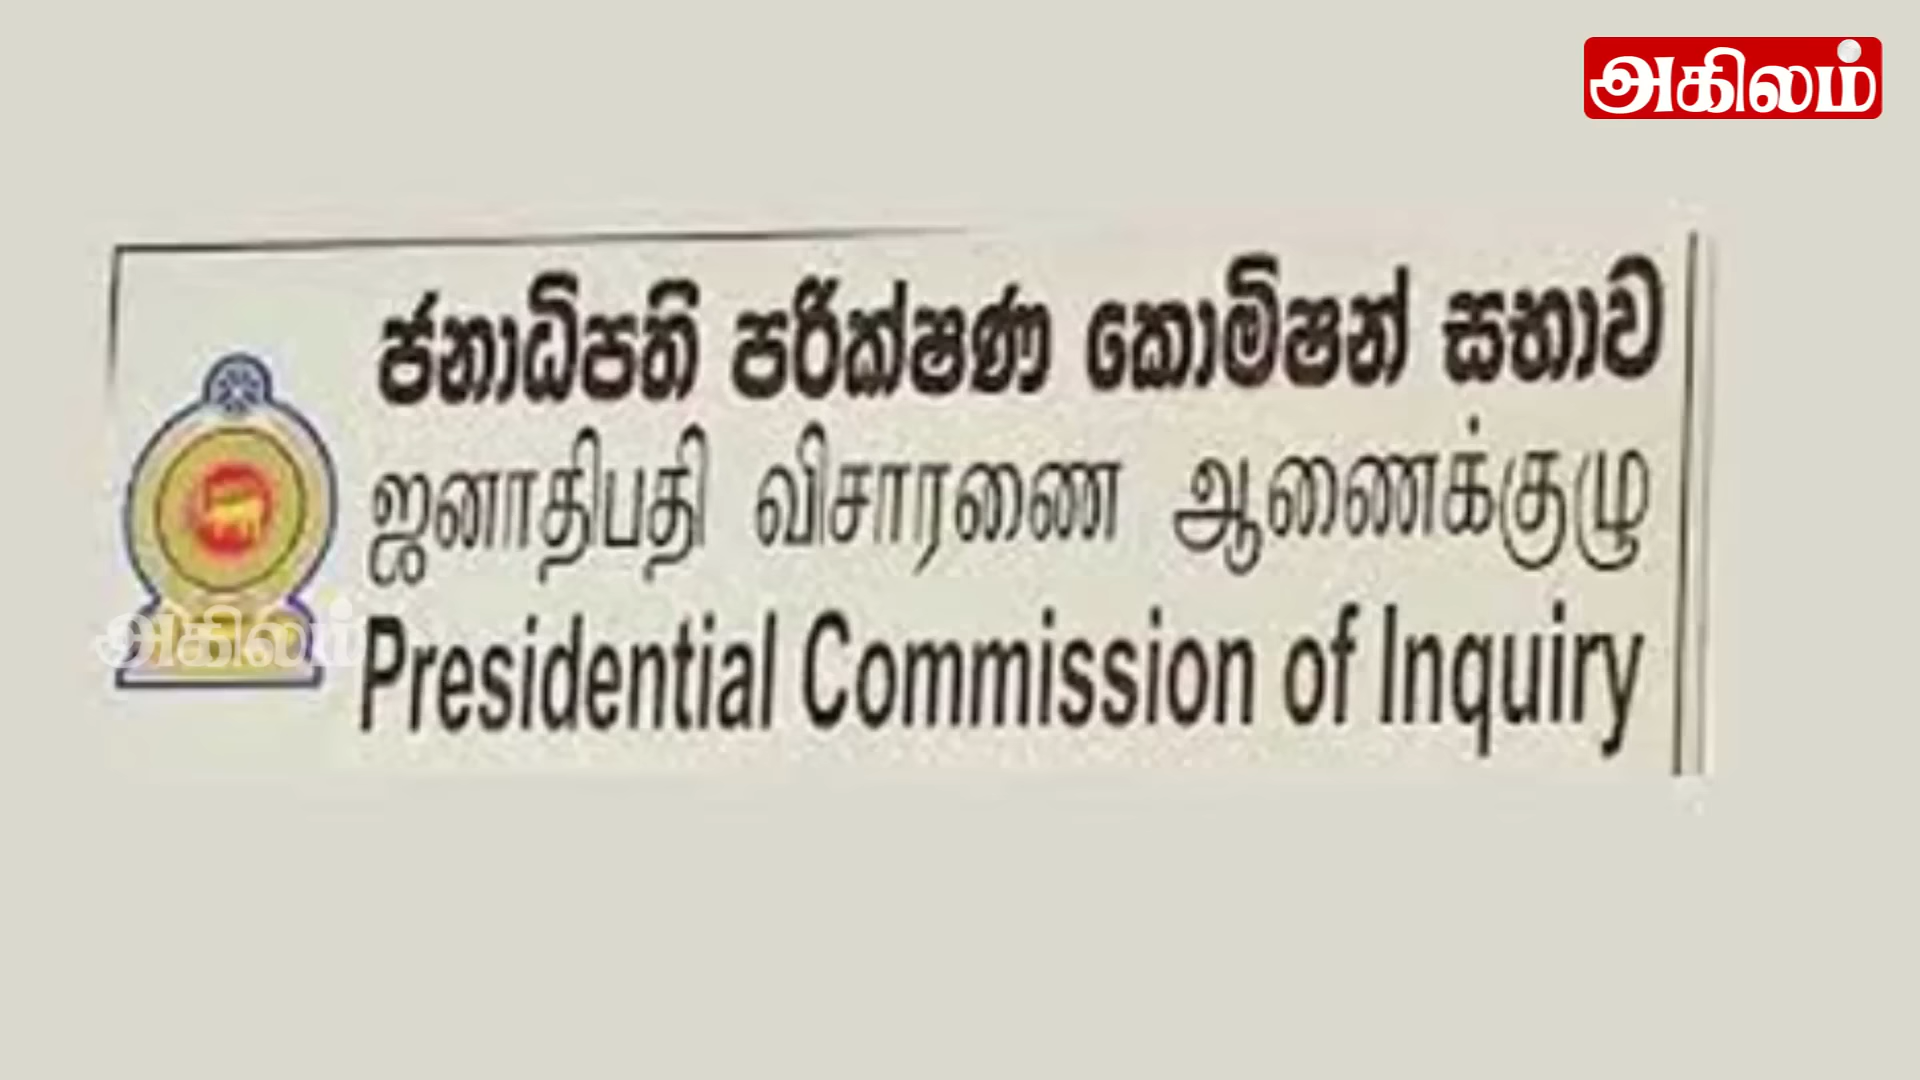 அகிலம்
ජනාධිපති පරීක්ෂණ කොමිෂන් සභාව
ஜனாதிபதி விசாரணை ஆணைக்குழு
அகிலம்
Presidential Commission of Inquiry